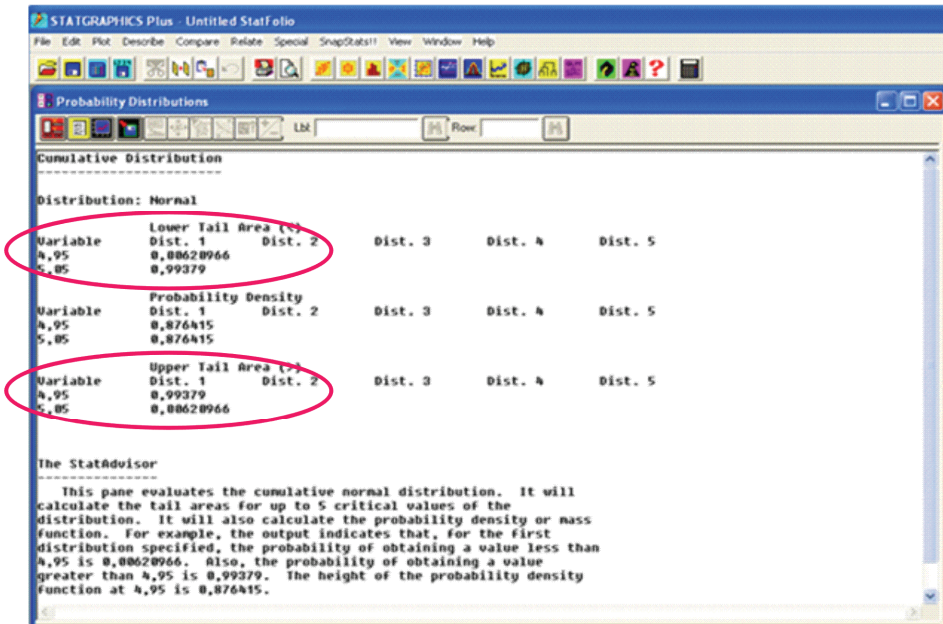 STATGRAPHICS Plus - Untitled StatFolio
File Edit Plot Describe Compare Relate Special SnapStats!! View Window Help
Probability Distributions
Lbl: Row:
Cumulative Distribution
-----------------------
Distribution: Normal
Lower Tail Area (<)
Variable Dist. 1 Dist. 2 Dist. 3 Dist. 4 Dist. 5
4,95 0,00620966
5,05 0,99379
Probability Density
Variable Dist. 1 Dist. 2 Dist. 3 Dist. 4 Dist. 5
4,95 0,876415
5,05 0,876415
Upper Tail Area (>)
Variable Dist. 1 Dist. 2 Dist. 3 Dist. 4 Dist. 5
4,95 0,99379
5,05 0,00620966
The StatAdvisor
---------------
This pane evaluates the cumulative normal distribution. It will
calculate the tail areas for up to 5 critical values of the
distribution. It will also calculate the probability density or mass
function. For example, the output indicates that, for the first
distribution specified, the probability of obtaining a value less than
4,95 is 0,00620966. Also, the probability of obtaining a value
greater than 4,95 is 0,99379. The height of the probability density
function at 4,95 is 0,876415.